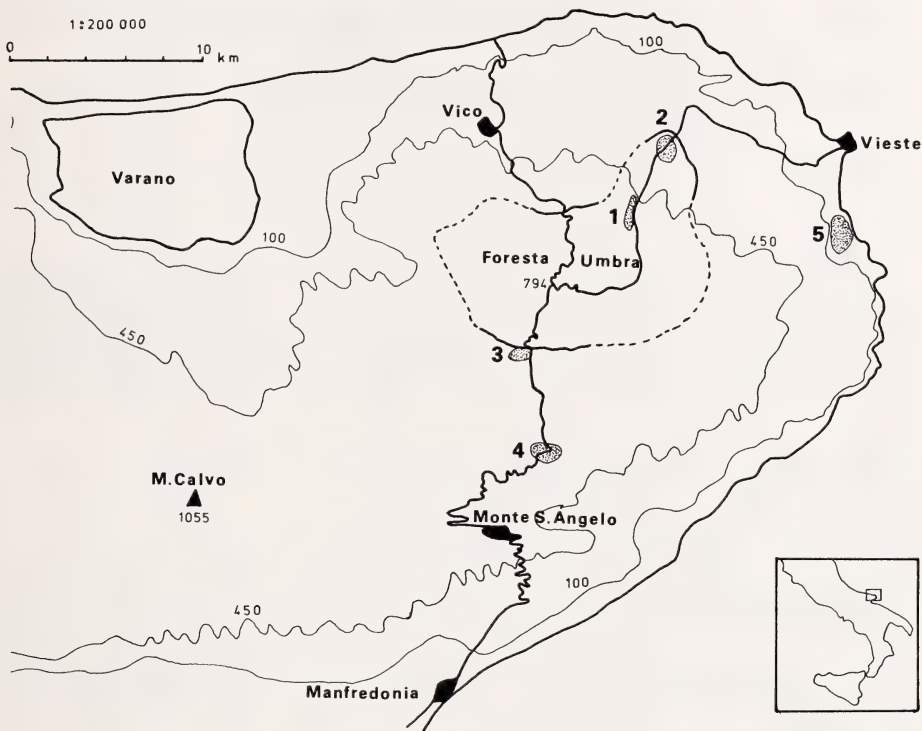 1:200 000
0 10 km
100
Vico
2
Vieste
)
Varano
1
5
100
Foresta Umbra
450
794
450
3
4
M.Calvo
1055
Monte S.Angelo
450
100
Manfredonia